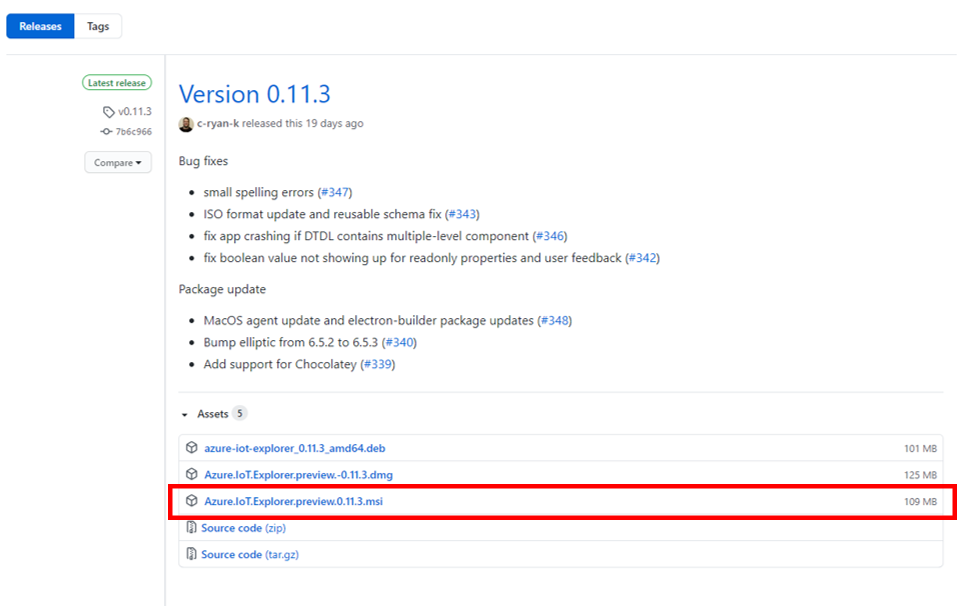 Releases
Tags
Latest release
v0.11.3
7b6c966
Compare
Version 0.11.3
c-ryan-k released this 19 days ago
Bug fixes
small spelling errors (#347)
ISO format update and reusable schema fix (#343)
fix app crashing if DTDL contains multiple-level component (#346)
fix boolean value not showing up for readonly properties and user feedback (#342)
Package update
MacOS agent update and electron-builder package updates (#348)
Bump elliptic from 6.5.2 to 6.5.3 (#340)
Add support for Chocolatey (#339)
Assets 5
azure-iot-explorer_0.11.3_amd64.deb 101 MB
Azure.IoT.Explorer.preview.-0.11.3.dmg 125 MB
Azure.IoT.Explorer.preview.0.11.3.msi 109 MB
Source code (zip)
Source code (tar.gz)